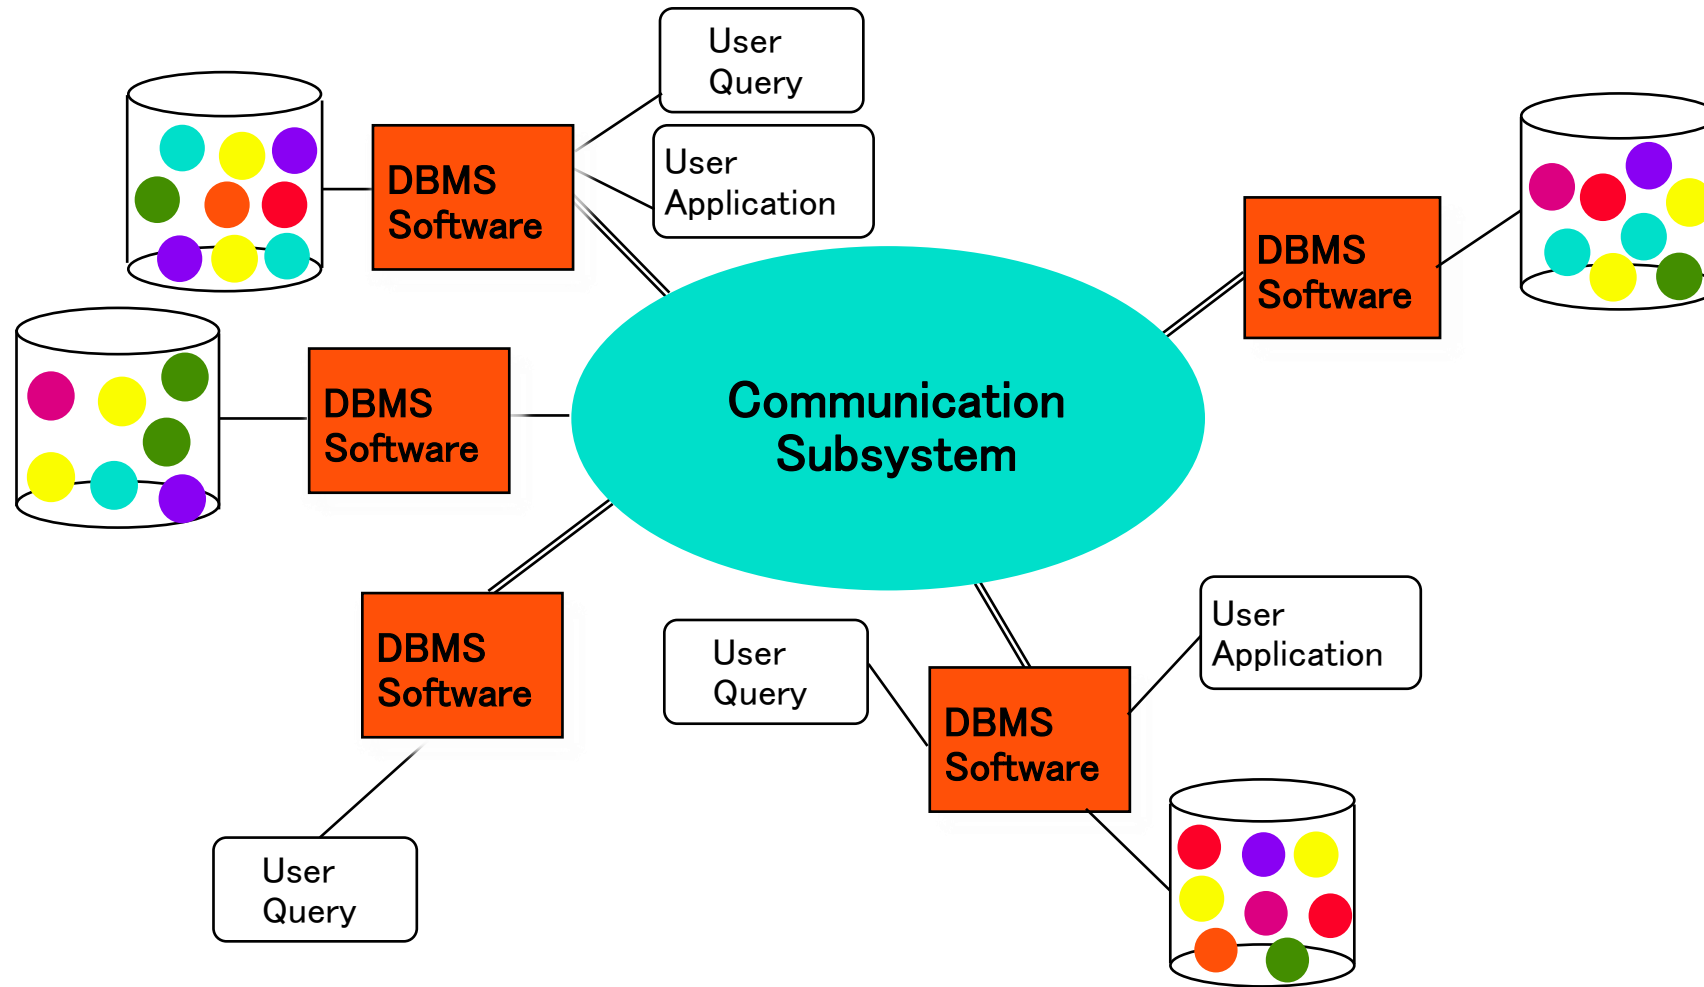 User
Query
User
Application
DBMS
Software
DBMS
Software
DBMS
Software
Communication
Subsystem
DBMS
Software
User
Query
User
Application
DBMS
Software
User
Query